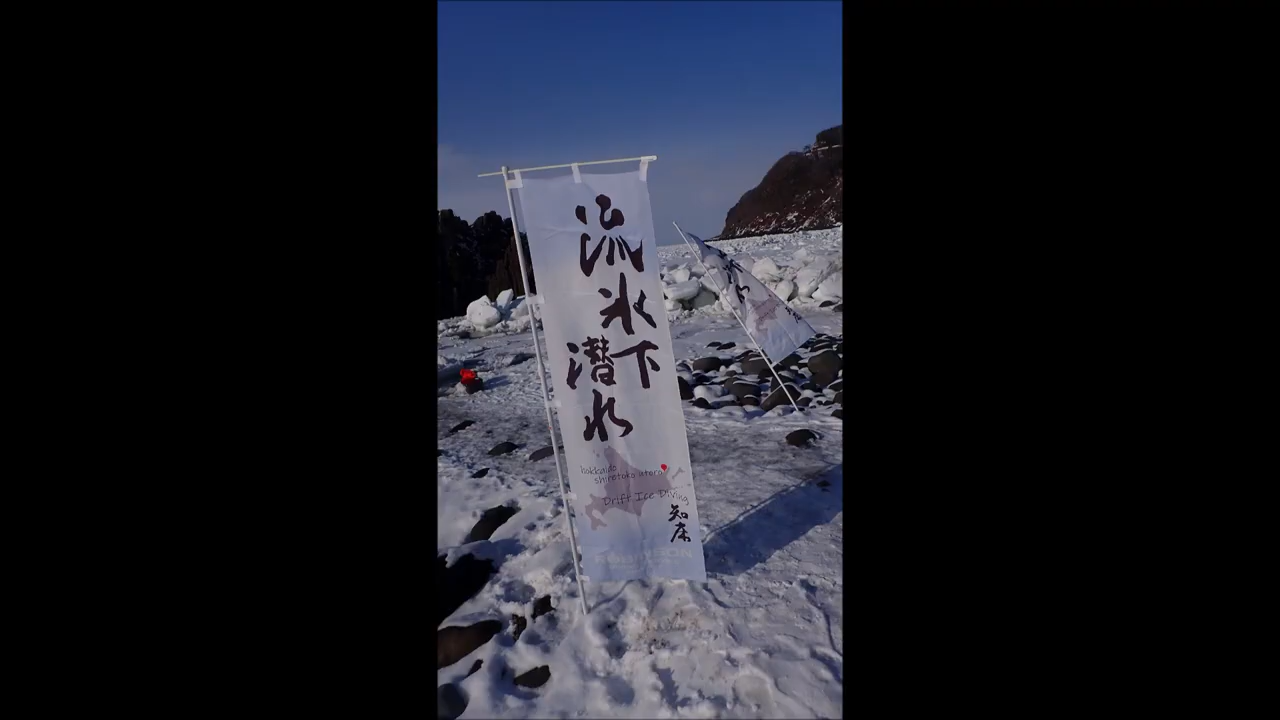 流氷下
潜水
hokkaido
shiretoko utoro
Drift Ice Diving
知床